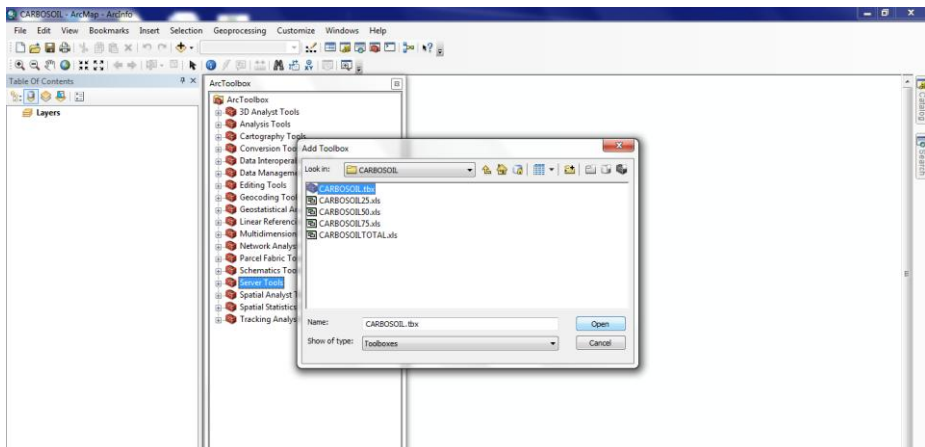 CARBOSOIL - ArcMap - ArcInfo
File Edit View Bookmarks Insert Selection Geoprocessing Customize Windows Help
Table Of Contents
Layers
ArcToolbox
ArcToolbox
3D Analyst Tools
Analysis Tools
Cartography Tools
Conversion Too
Data Interoperal
Data Managem
Editing Tools
Geocoding Tool
Geostatistical A
Linear Referenci
Multidimension
Network Analys
Parcel Fabric To
Schematics Too
Server Tools
Spatial Analyst T
Spatial Statistics
Tracking Analys
Add Toolbox
Look in: CARBOSOIL
CARBOSOIL.tbx
CARBOSOIL25.xls
CARBOSOIL50.xls
CARBOSOIL75.xls
CARBOSOILTOTAL.xls
Name: CARBOSOIL.tbx Open
Show of type: Toolboxes Cancel
Catalog
Search